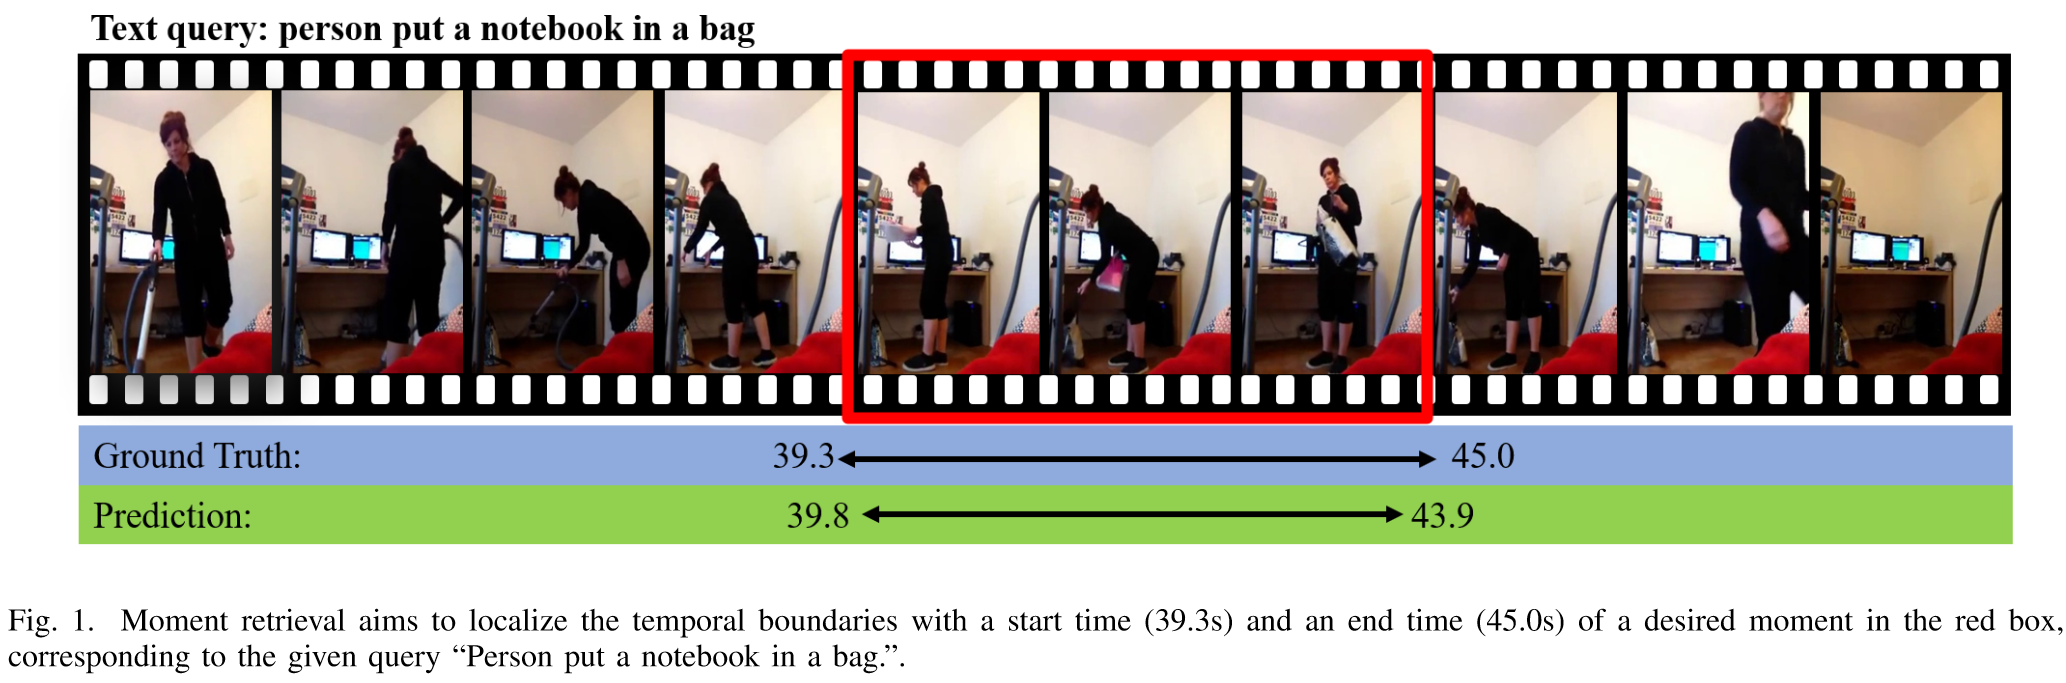 Text query: person put a notebook in a bag
Ground Truth: 39.3 45.0
Prediction: 39.8 43.9
Fig. 1. Moment retrieval aims to localize the temporal boundaries with a start time (39.3s) and an end time (45.0s) of a desired moment in the red box,
corresponding to the given query “Person put a notebook in a bag.”.